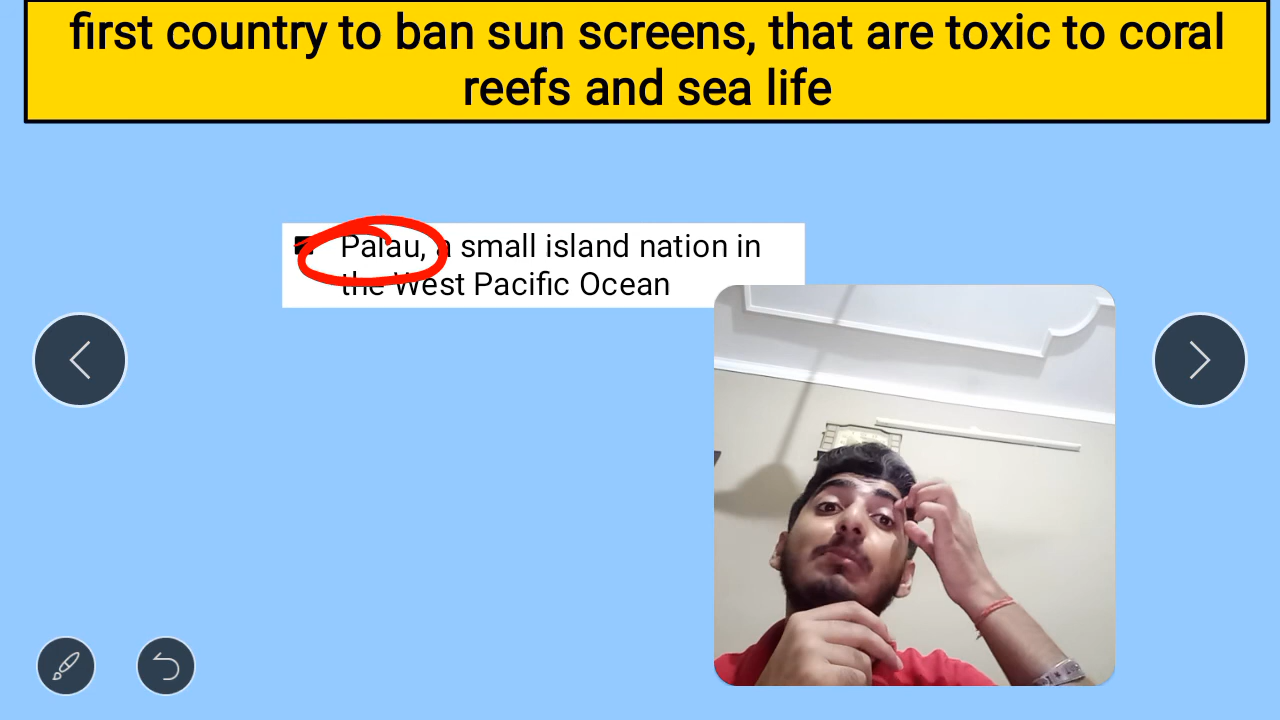 first country to ban sun screens, that are toxic to coral
reefs and sea life
Palau, a small island nation in
the West Pacific Ocean